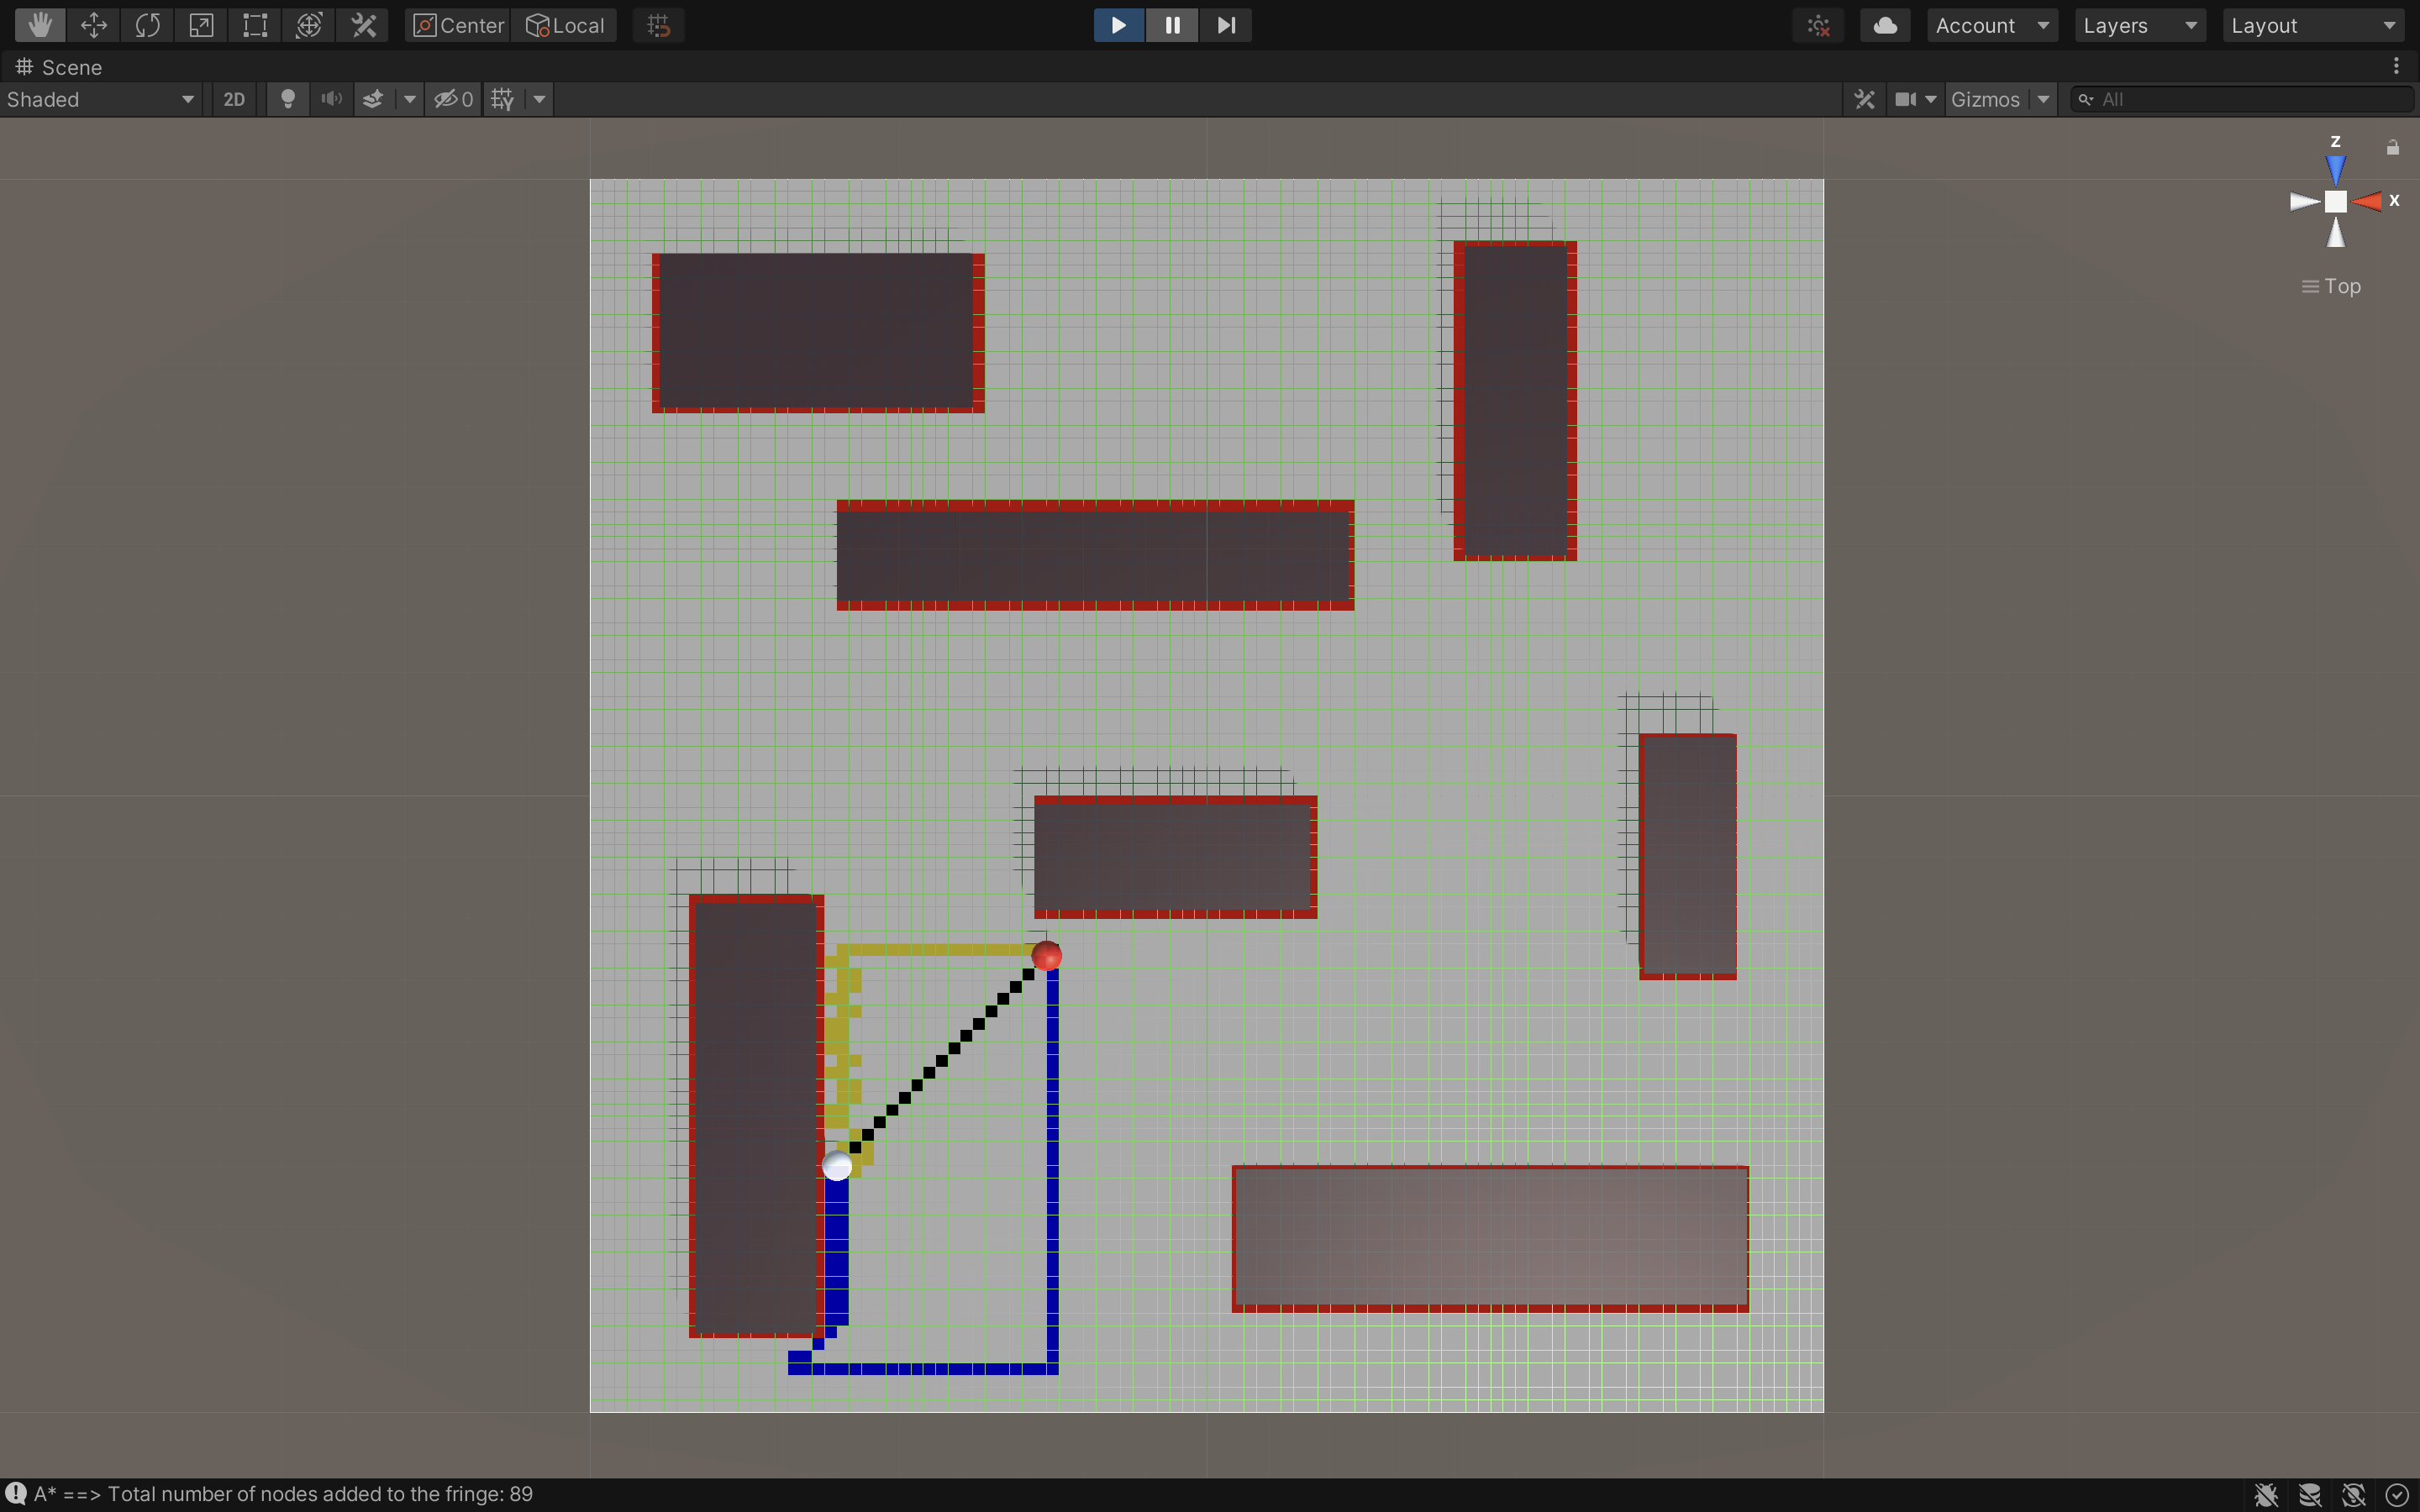 Center Local Account Layers Layout
Scene
Shaded 2D 0 Gizmos All
z
x
Top
A* ==> Total number of nodes added to the fringe: 89